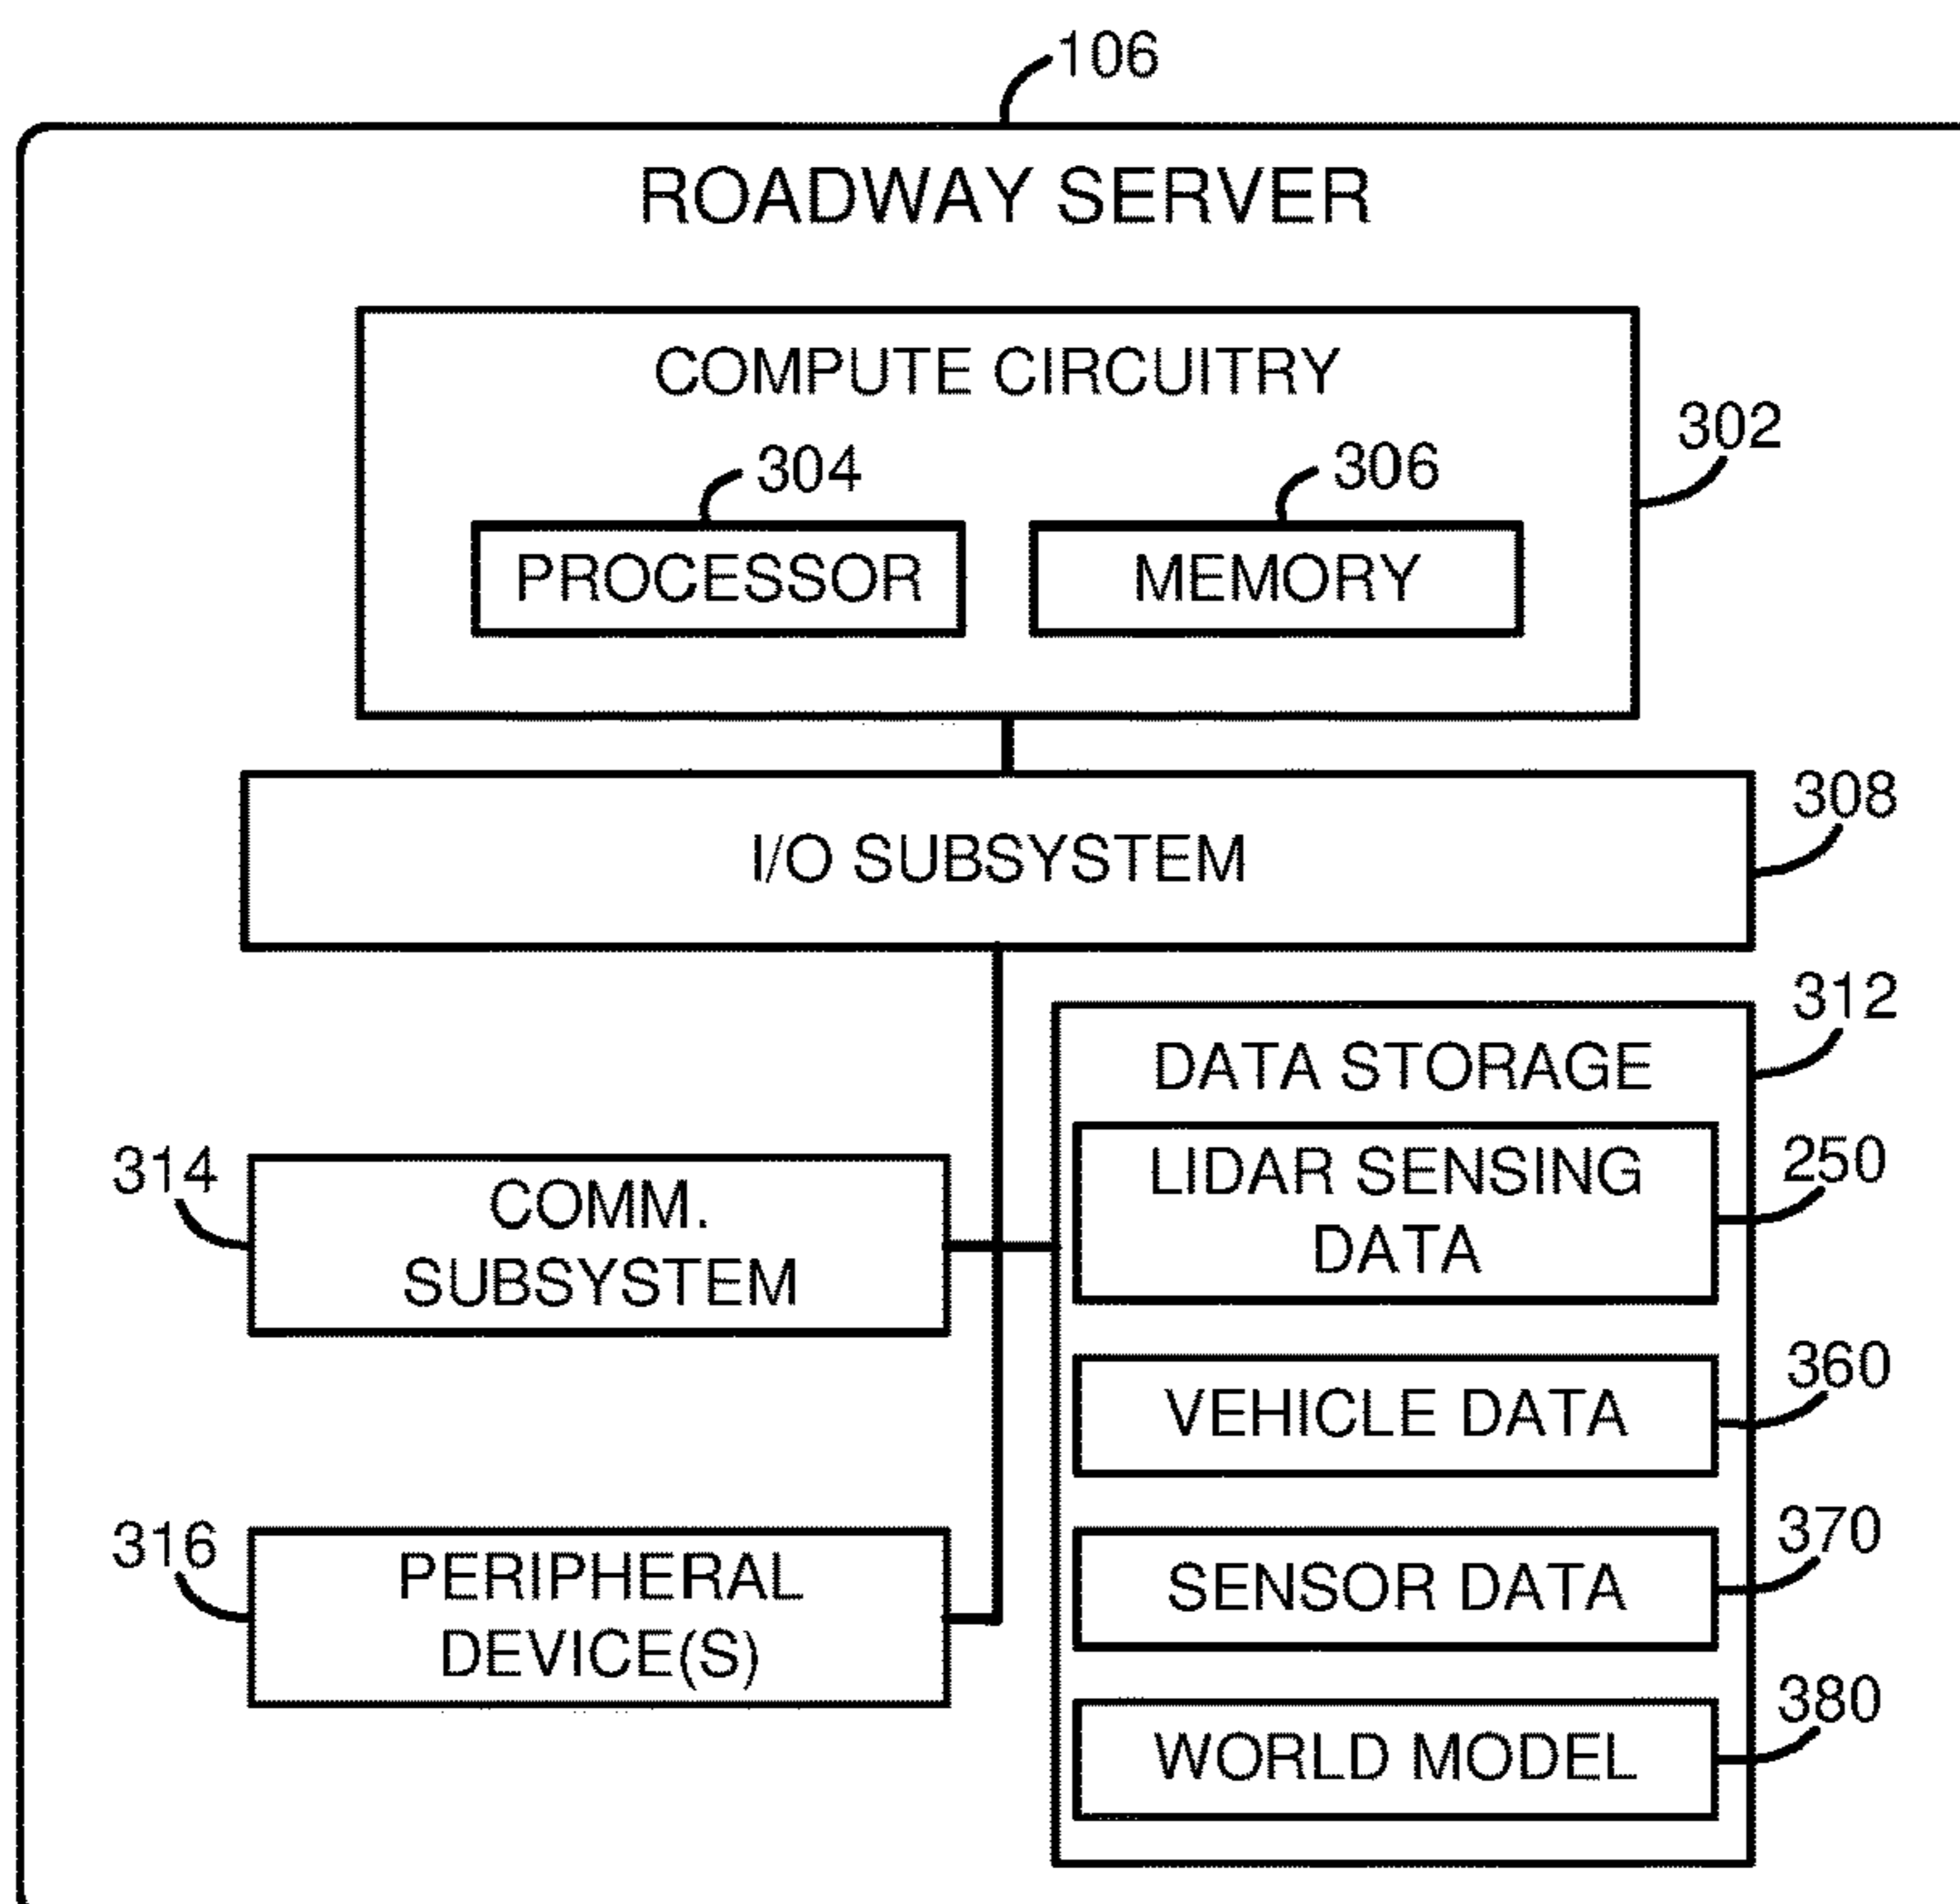 106
ROADWAY SERVER
COMPUTE CIRCUITRY
302
304
306
PROCESSOR
MEMORY
308
I/O SUBSYSTEM
312
DATA STORAGE
314
COMM.
SUBSYSTEM
250
LIDAR SENSING
DATA
360
VEHICLE DATA
316
PERIPHERAL
DEVICE(S)
370
SENSOR DATA
380
WORLD MODEL